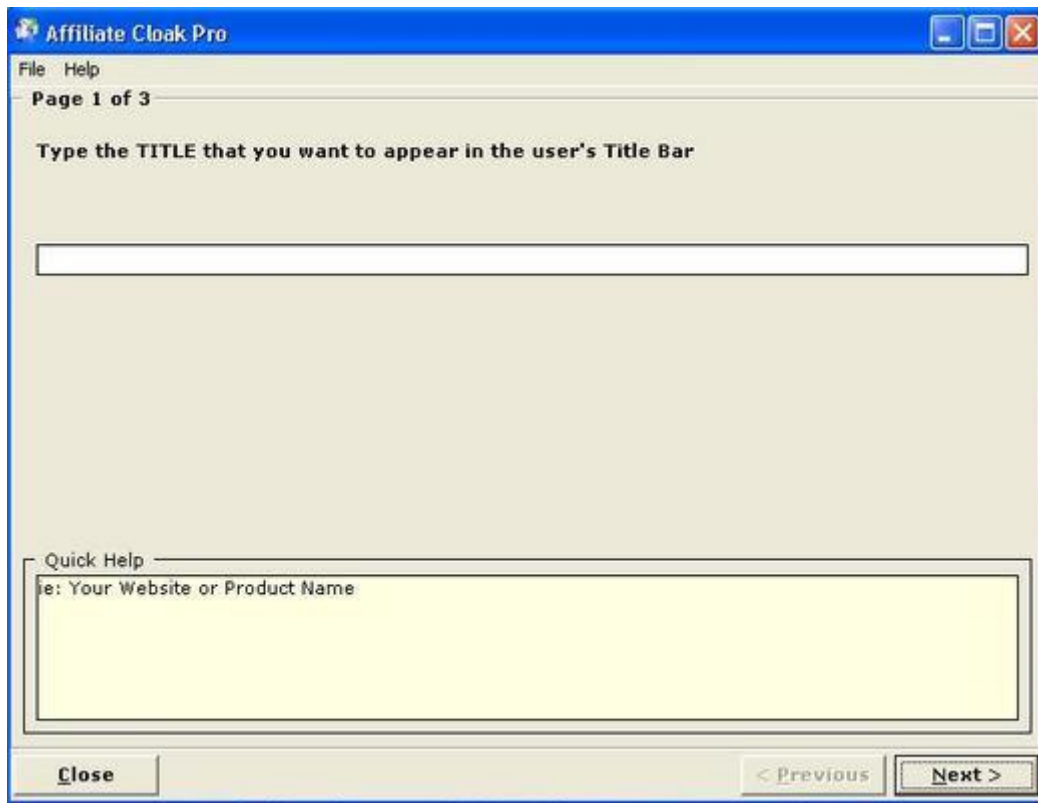 Affiliate Cloak Pro
File Help
Page 1 of 3
Type the TITLE that you want to appear in the user's Title Bar
Quick Help
ie: Your Website or Product Name
Close < Previous Next >